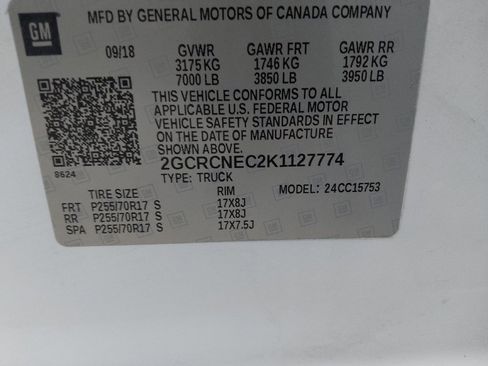 MFD BY GENERAL MOTORS OF CANADA COMPANY
GM
09/18 GVWR GAWR FRT GAWR RR
3175 KG 1746 KG 1792 KG
7000 LB 3850 LB 3950 LB
THIS VEHICLE CONFORMS TO ALL
APPLICABLE U.S. FEDERAL MOTOR
VEHICLE SAFETY STANDARDS IN EFFECT
ON THE DATE OF MANUFACTURE
SHOWN ABOVE.
8624
2GCRCNEC2K1127774
TYPE: TRUCK MODEL: 24CC15753
TIRE SIZE RIM
FRT P255/70R17 S 17X8J
RR P255/70R17 S 17X8J
SPA P255/70R17 S 17X7.5J